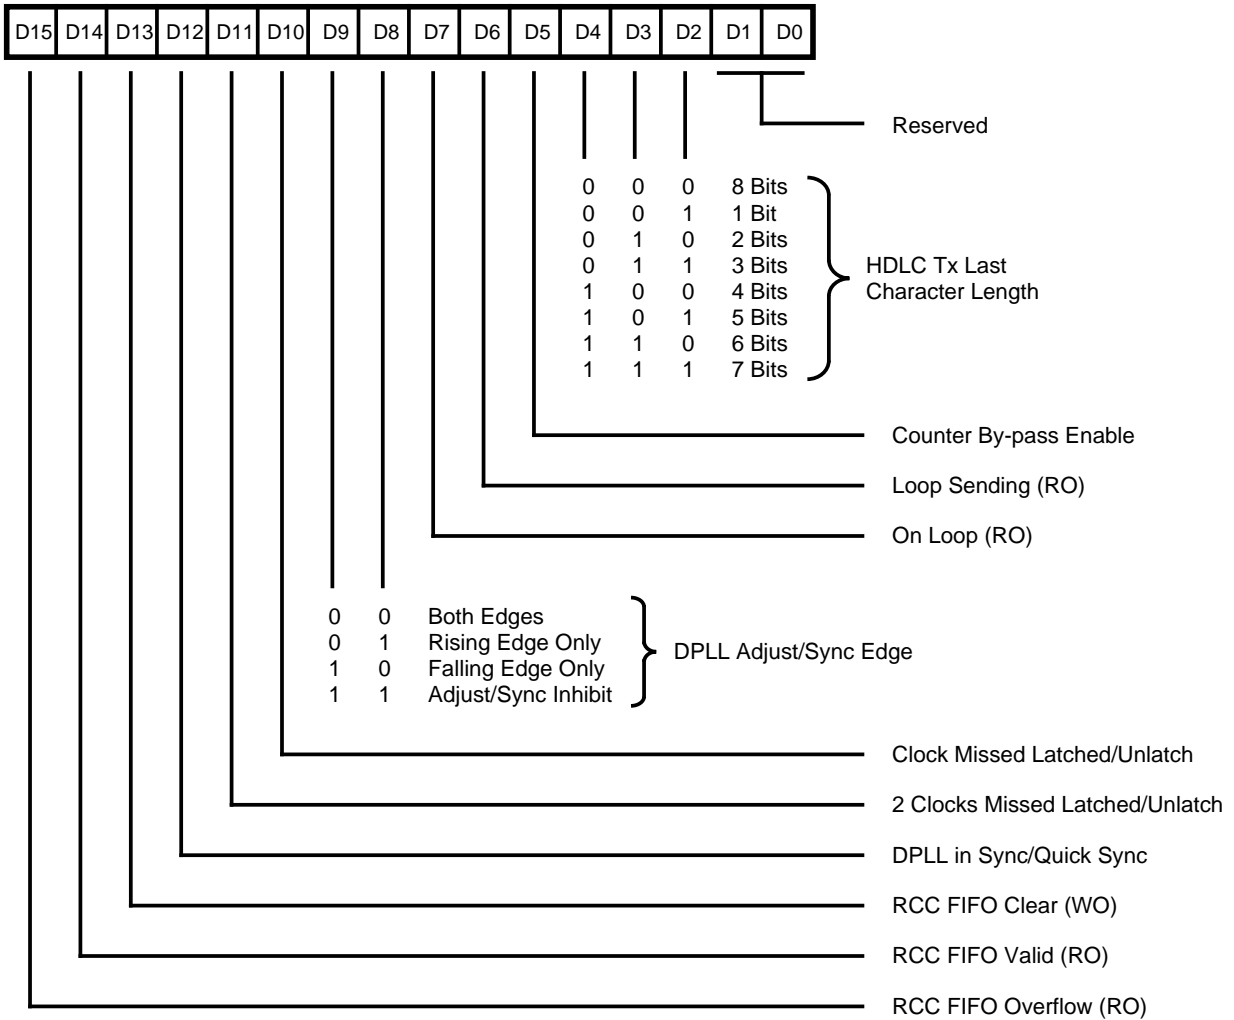 D15 D14 D13 D12 D11 D10 D9 D8 D7 D6 D5 D4 D3 D2 D1 D0
Reserved
0 0 0 8 Bits
0 0 1 1 Bit
0 1 0 2 Bits
0 1 1 3 Bits
1 0 0 4 Bits
1 0 1 5 Bits
1 1 0 6 Bits
1 1 1 7 Bits
HDLC Tx Last
Character Length
Counter By-pass Enable
Loop Sending (RO)
On Loop (RO)
0 0 Both Edges
0 1 Rising Edge Only
1 0 Falling Edge Only
1 1 Adjust/Sync Inhibit
DPLL Adjust/Sync Edge
Clock Missed Latched/Unlatch
2 Clocks Missed Latched/Unlatch
DPLL in Sync/Quick Sync
RCC FIFO Clear (WO)
RCC FIFO Valid (RO)
RCC FIFO Overflow (RO)